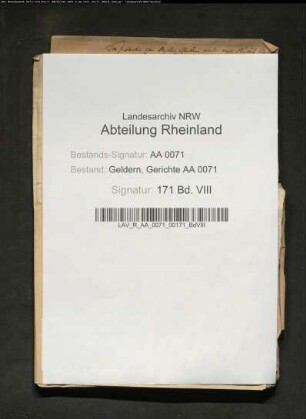 Landesarchiv NRW
Abteilung Rheinland
Bestands-Signatur: AA 0071
Bestand: Geldern, Gerichte AA 0071
Signatur: 171 Bd. VIII
LAV_R_AA_0071_00171_BdVIII